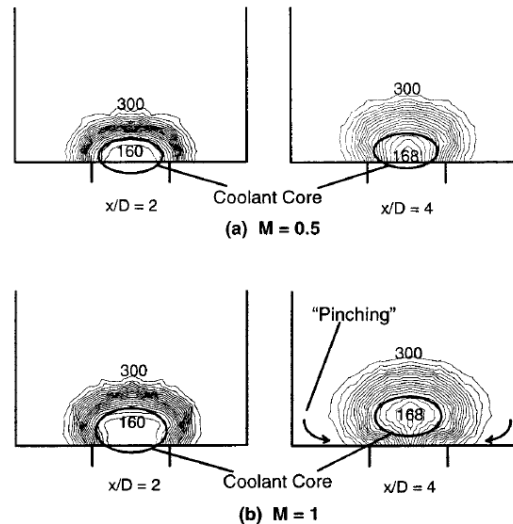 300
300
160
168
Coolant Core
x/D = 2
x/D = 4
(a) M = 0.5
"Pinching"
300
300
160
168
Coolant Core
x/D = 2
x/D = 4
(b) M = 1